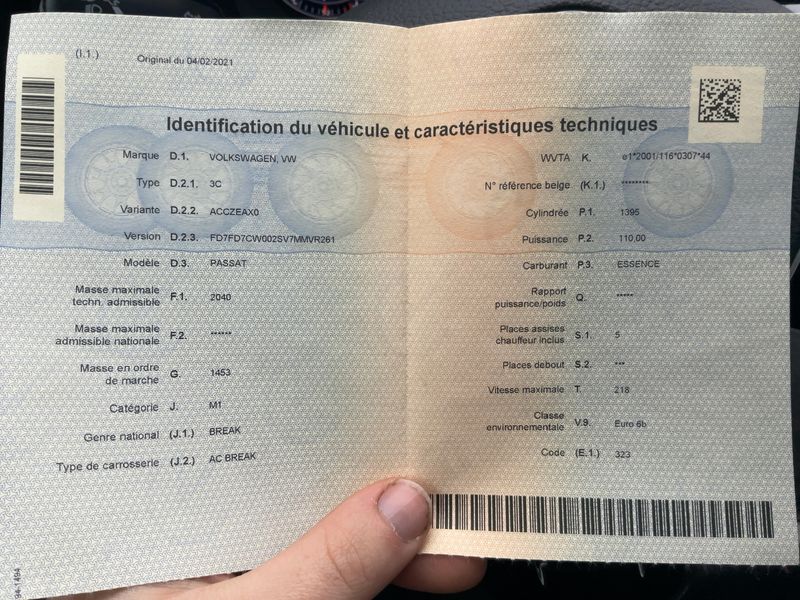 (I.1.) Original du 04/02/2021
Identification du véhicule et caractéristiques techniques
Marque D.1. VOLKSWAGEN, VW
Type D.2.1. 3C
Variante D.2.2. ACCZEAX0
Version D.2.3. FD7FD7CW002SV7MMVR261
Modèle D.3. PASSAT
Masse maximale
techn. admissible F.1. 2040
Masse maximale
admissible nationale F.2. ******
Masse en ordre
de marche G. 1453
Catégorie J. M1
Genre national (J.1.) BREAK
Type de carrosserie (J.2.) AC BREAK
94-1494
WVTA K. e1*2001/116*0307*44
N° référence belge (K.1.) ********
Cylindrée P.1. 1395
Puissance P.2. 110,00
Carburant P.3. ESSENCE
Rapport
puissance/poids Q. *****
Places assises
chauffeur inclus S.1. 5
Places debout S.2. ***
Vitesse maximale T. 218
Classe
environnementale V.9. Euro 6b
Code (E.1.) 323